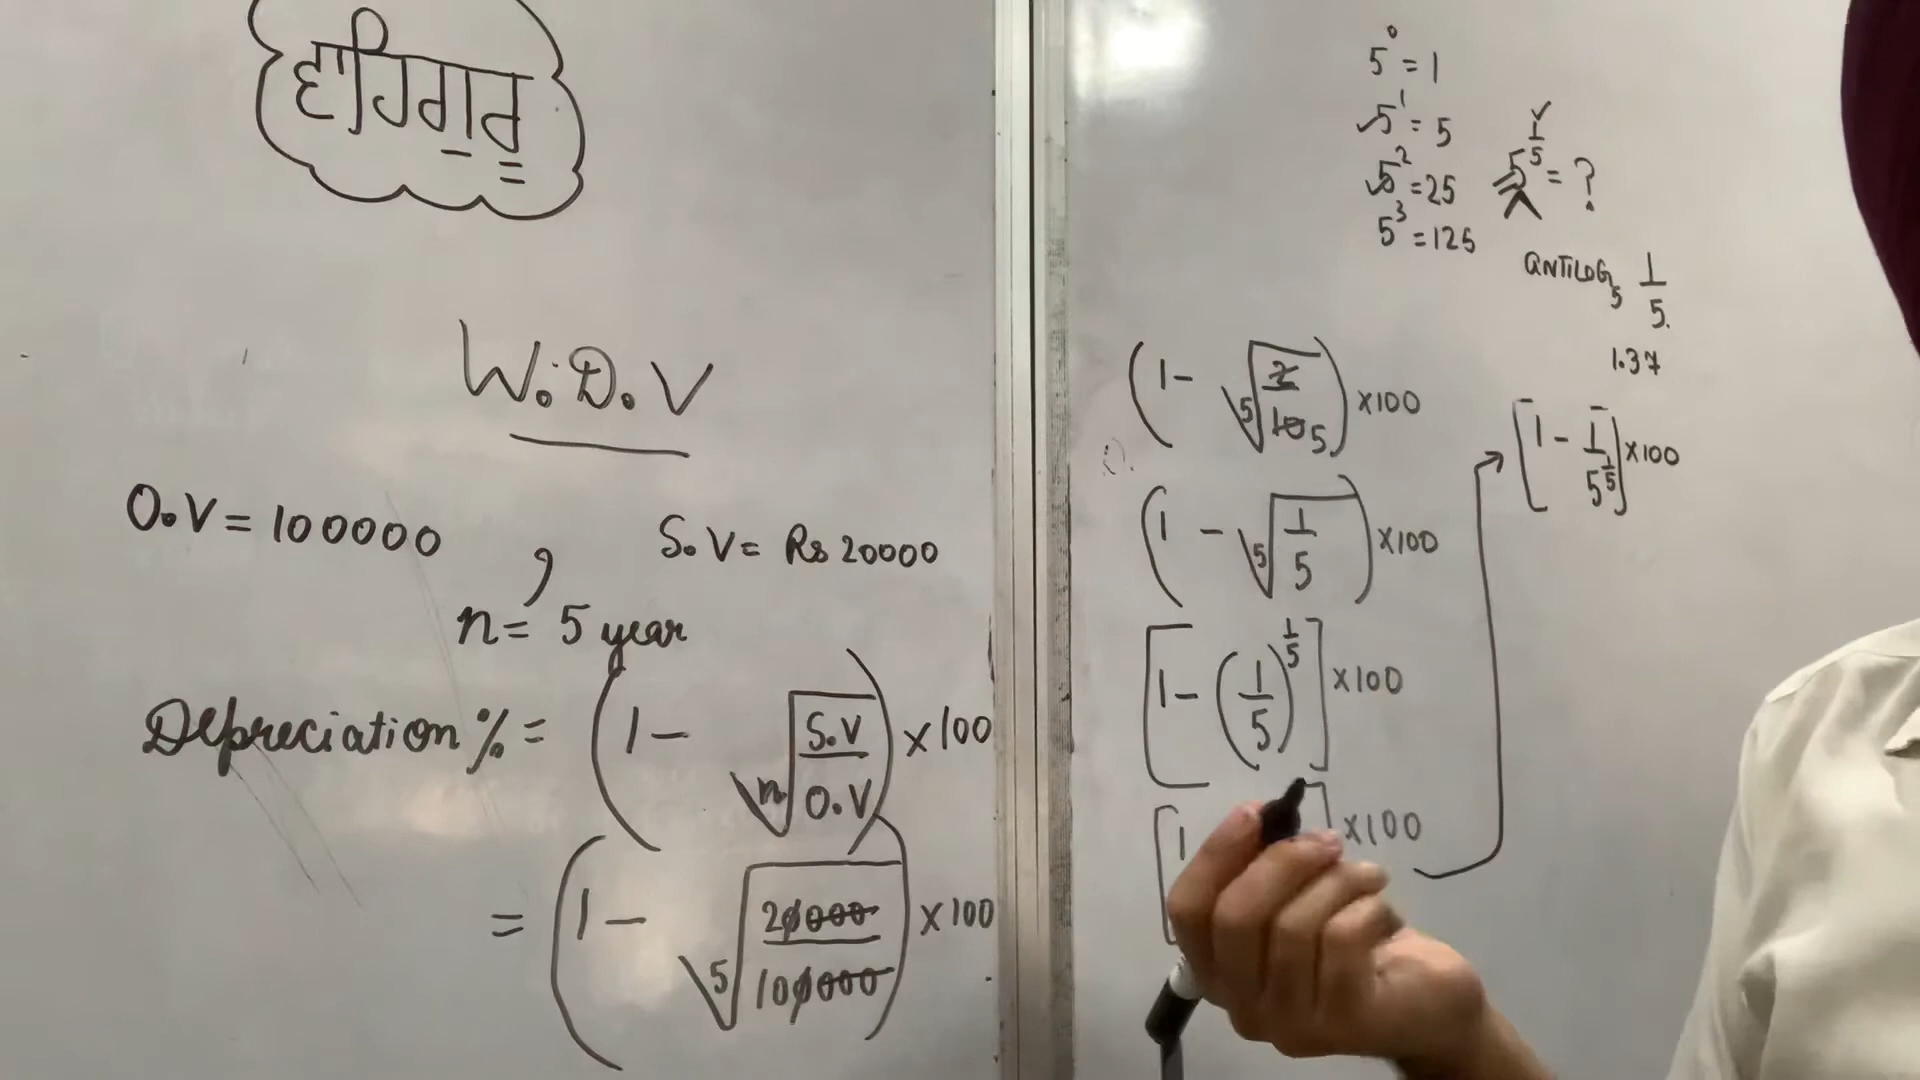 ਵਾਹਿਗੁਰੂ
W.D.V
O.V = 100000 , S.V = Rs 20000
n = 5 year
Depreciation % = (1 - ⁿ√(S.V/O.V)) × 100
= (1 - ⁵√(20000/100000)) × 100
5⁰ = 1
5¹ = 5
5² = 25
5³ = 125
5^(1/5) = ?
ANTILOG₅ 1/5.
1.37
(1 - ⁵√(2/10 5)) × 100
(1 - ⁵√(1/5)) × 100
[1 - (1/5)^(1/5)] × 100
[1 ] × 100
[1 - 1/5^(1/5)] × 100